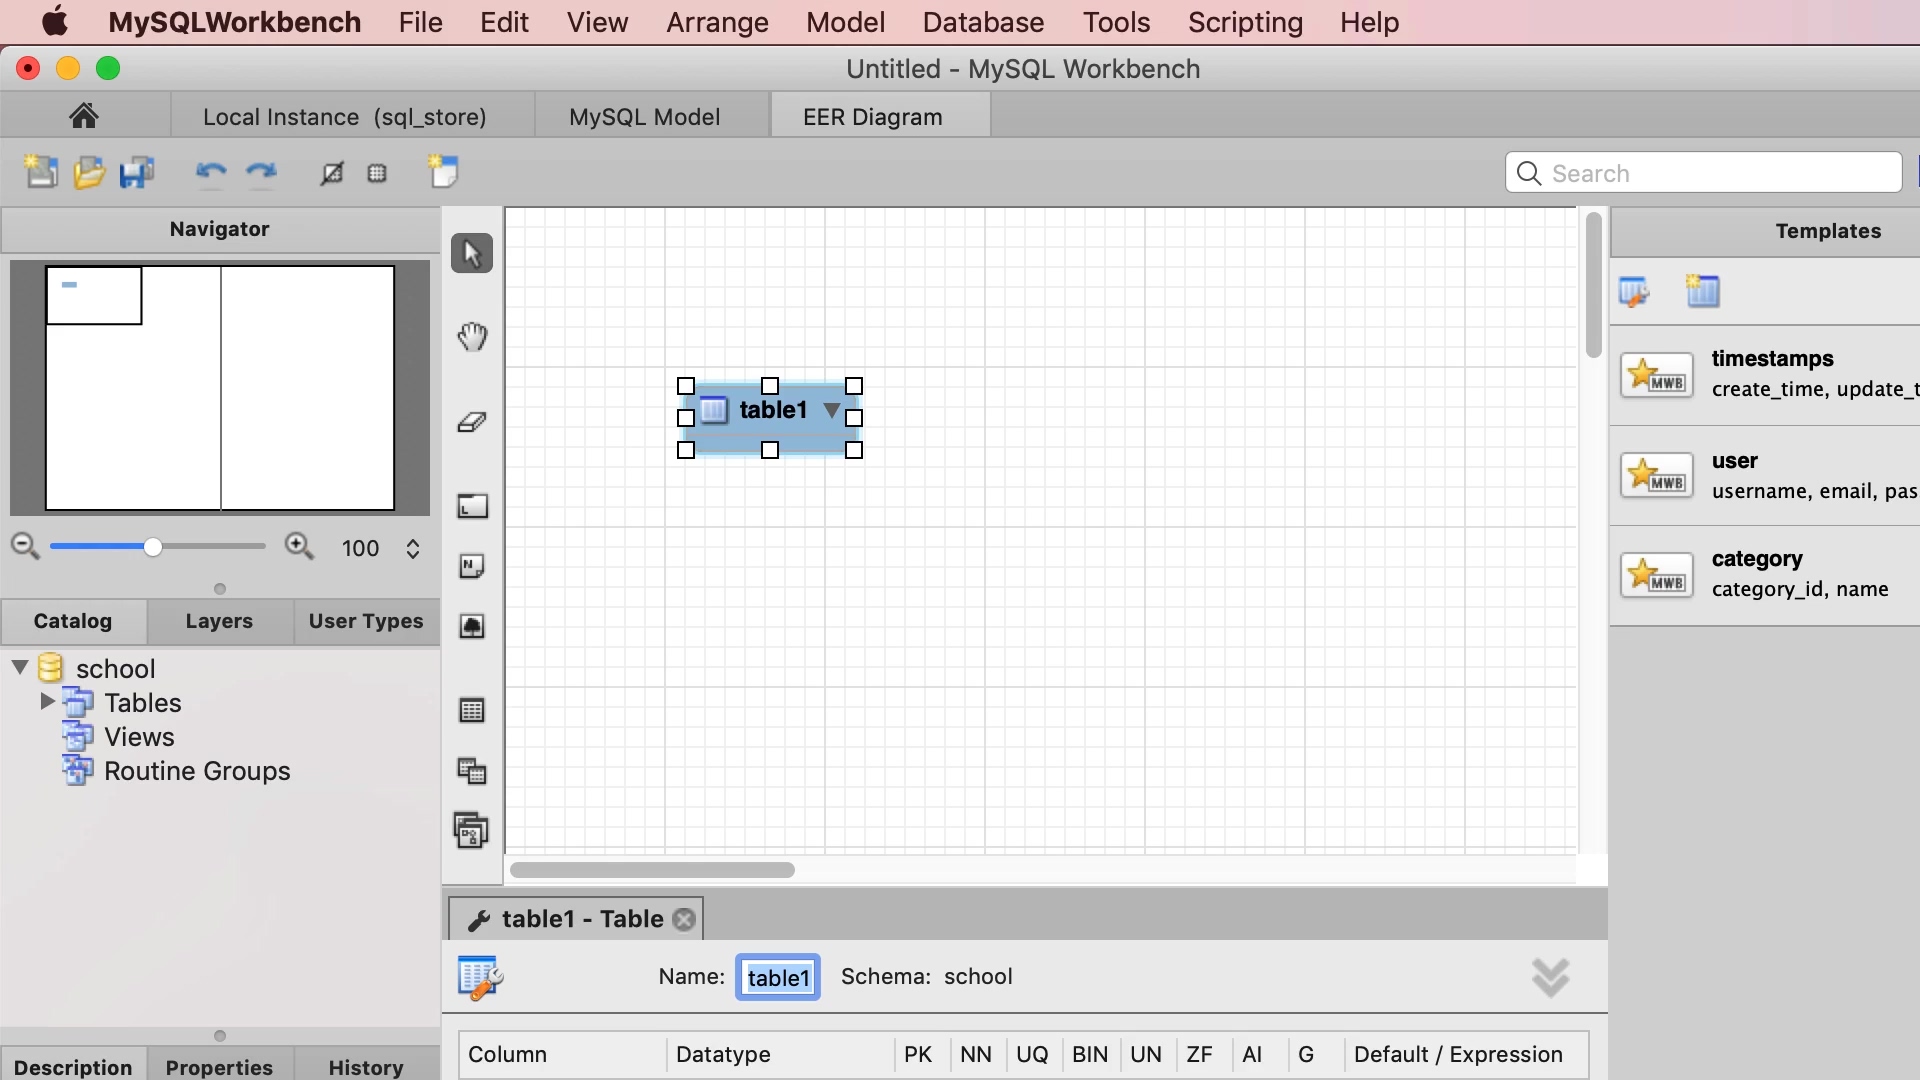 MySQLWorkbench File Edit View Arrange Model Database Tools Scripting Help
Untitled - MySQL Workbench
Local Instance (sql_store) MySQL Model EER Diagram
Search
Navigator
Templates
table1
timestamps
create_time, update_t
MWB
user
username, email, pas
MWB
category
category_id, name
MWB
100
Catalog Layers User Types
school
Tables
Views
Routine Groups
L
N
table1 - Table
Name: table1 Schema: school
Column Datatype PK NN UQ BIN UN ZF AI G Default / Expression
Description Properties History